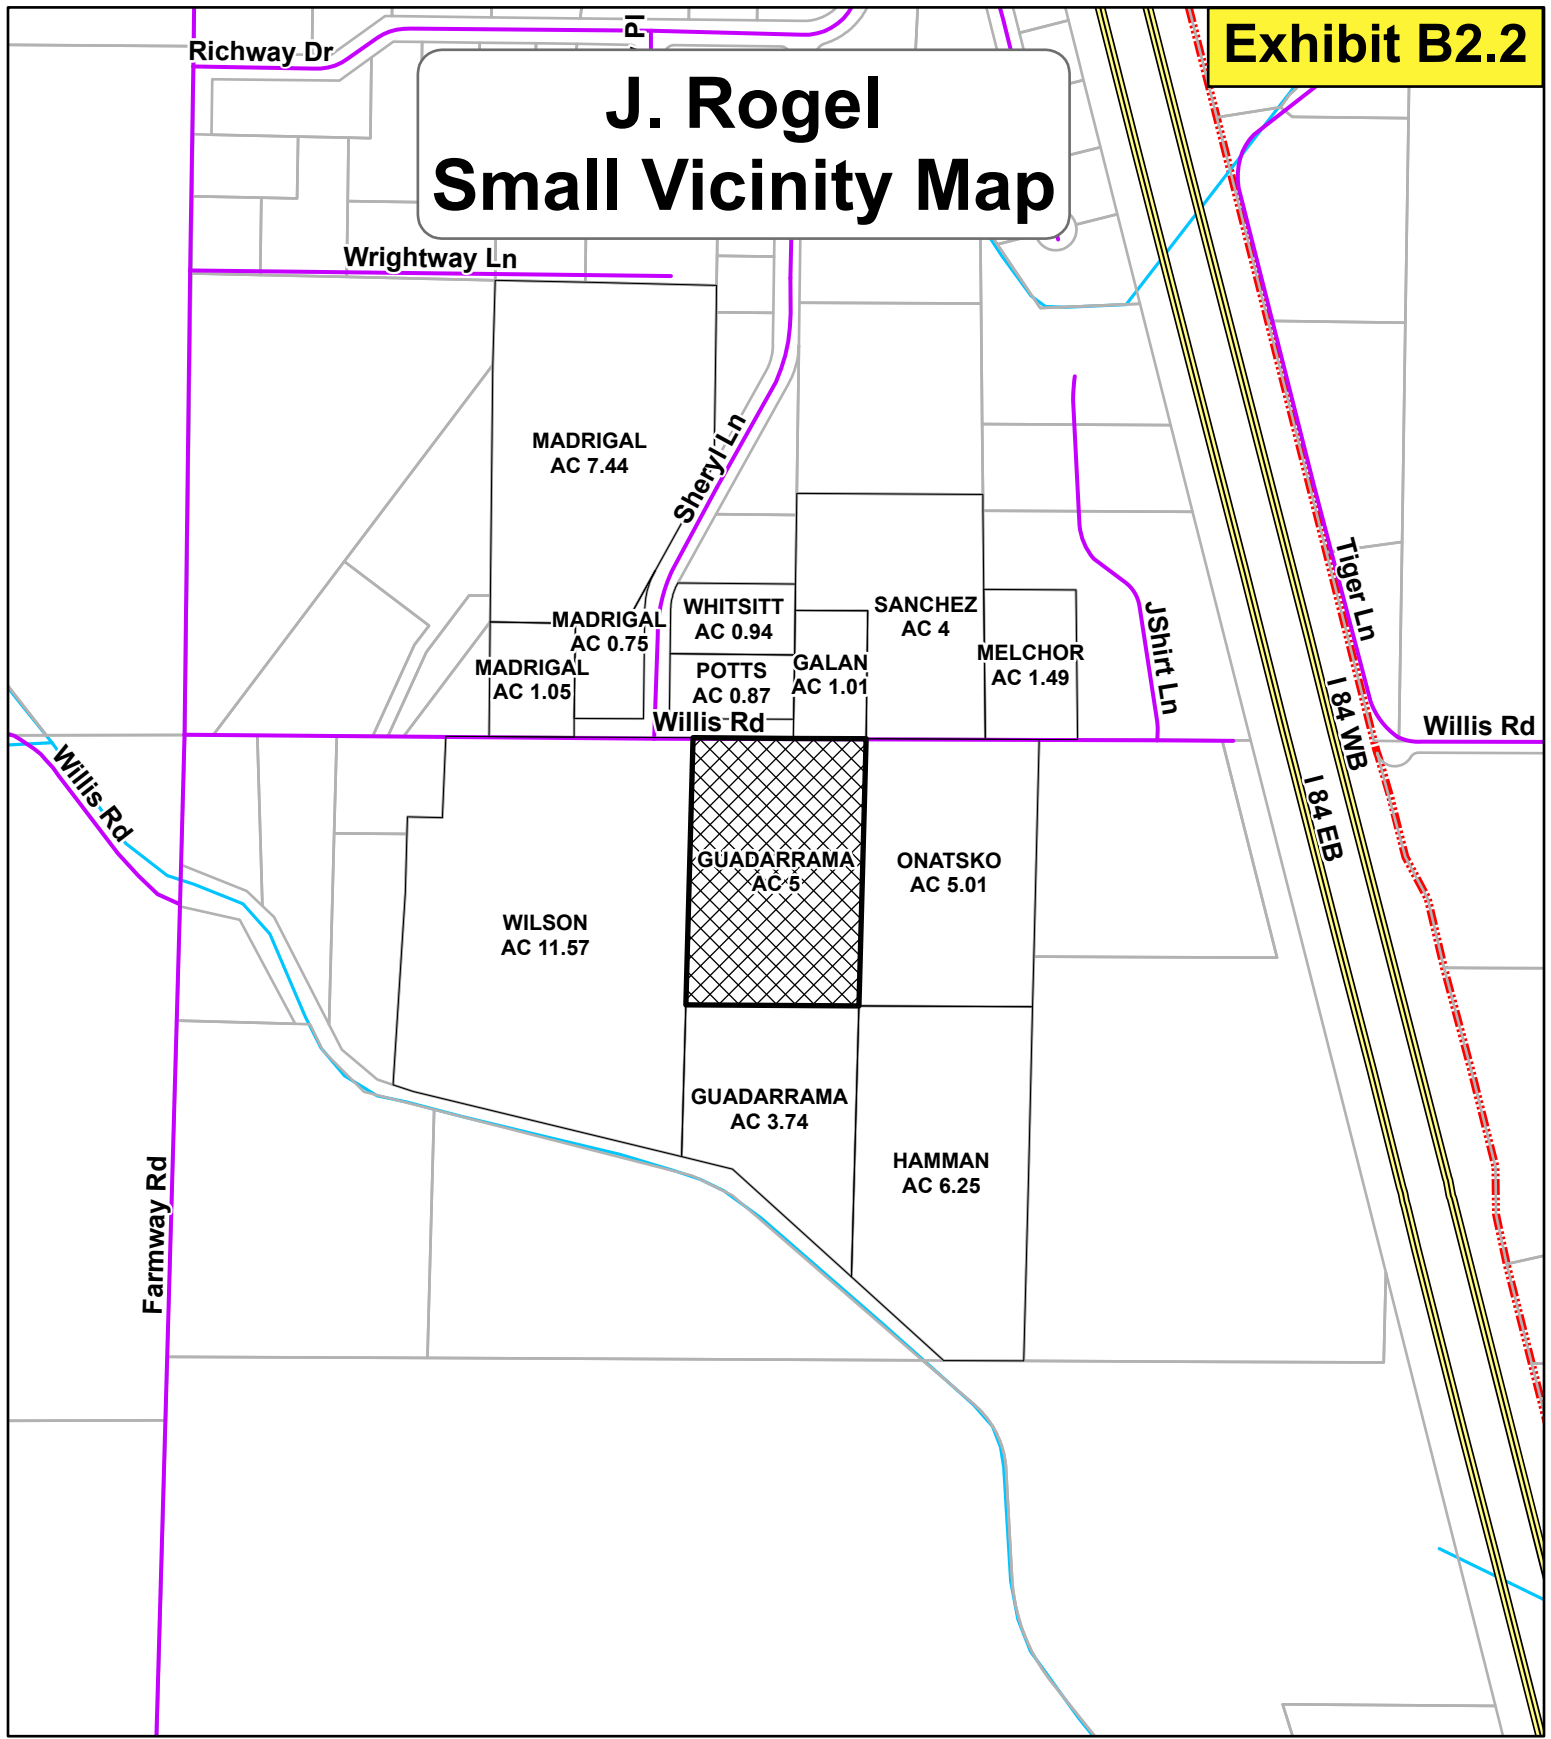 Exhibit B2.2
Richway Dr
Pl
J. Rogel
Small Vicinity Map
Wrightway Ln
MADRIGAL
AC 7.44
Sheryl Ln
Tiger Ln
WHITSITT
AC 0.94
SANCHEZ
AC 4
MADRIGAL
AC 0.75
JShirt Ln
MADRIGAL
AC 1.05
POTTS
AC 0.87
GALAN
AC 1.01
MELCHOR
AC 1.49
Willis Rd
I 84 WB
Willis Rd
Willis Rd
I 84 EB
GUADARRAMA
AC 5
ONATSKO
AC 5.01
WILSON
AC 11.57
GUADARRAMA
AC 3.74
HAMMAN
AC 6.25
Farmway Rd